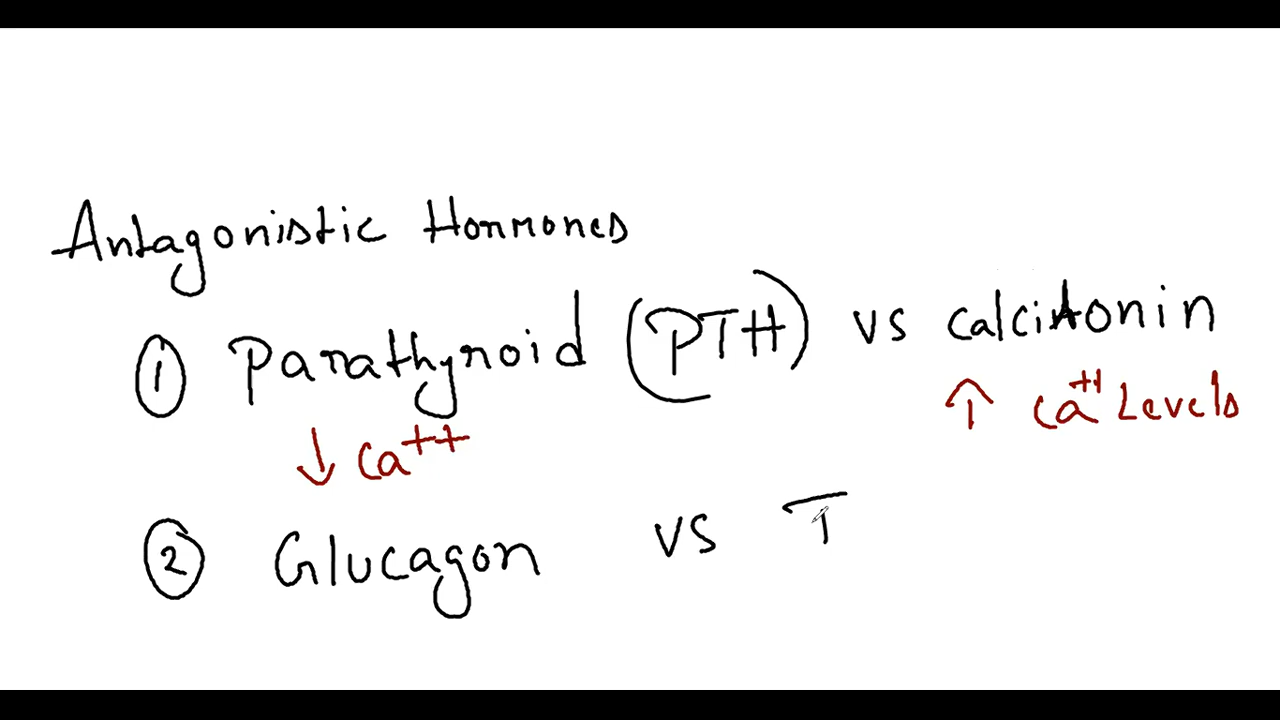 Antagonistic Hormones
① Parathyroid (PTH) vs calcitonin
↓ Ca++ ↑ Ca++ Levels
② Glucagon vs